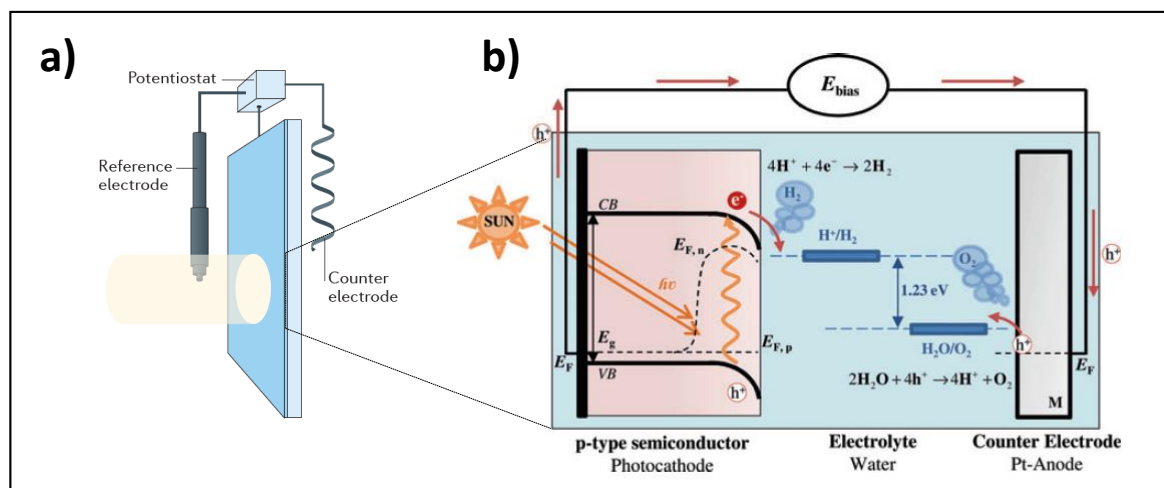 a)
Potentiostat
Reference
electrode
Counter
electrode
b)
E_bias
h⁺
4H⁺ + 4e⁻ → 2H₂
CB
e⁻
H₂
SUN
E_F, n
H⁺/H₂
O₂
h⁺
hν
1.23 eV
E_g
E_F, p
h⁺
E_F
H₂O/O₂
E_F
VB
h⁺
2H₂O + 4h⁺ → 4H⁺ + O₂
M
p-type semiconductor
Photocathode
Electrolyte
Water
Counter Electrode
Pt-Anode